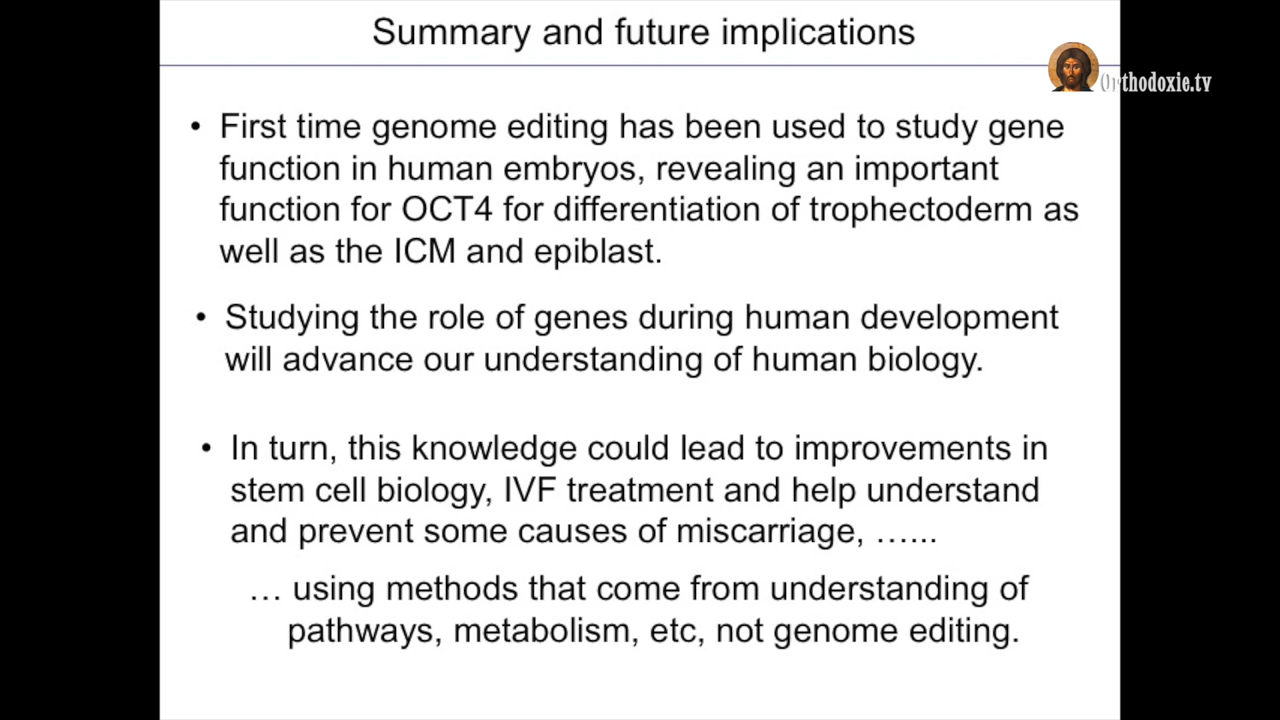 Summary and future implications
Orthodoxie.tv
• First time genome editing has been used to study gene
function in human embryos, revealing an important
function for OCT4 for differentiation of trophectoderm as
well as the ICM and epiblast.
• Studying the role of genes during human development
will advance our understanding of human biology.
• In turn, this knowledge could lead to improvements in
stem cell biology, IVF treatment and help understand
and prevent some causes of miscarriage, …...
… using methods that come from understanding of
pathways, metabolism, etc, not genome editing.